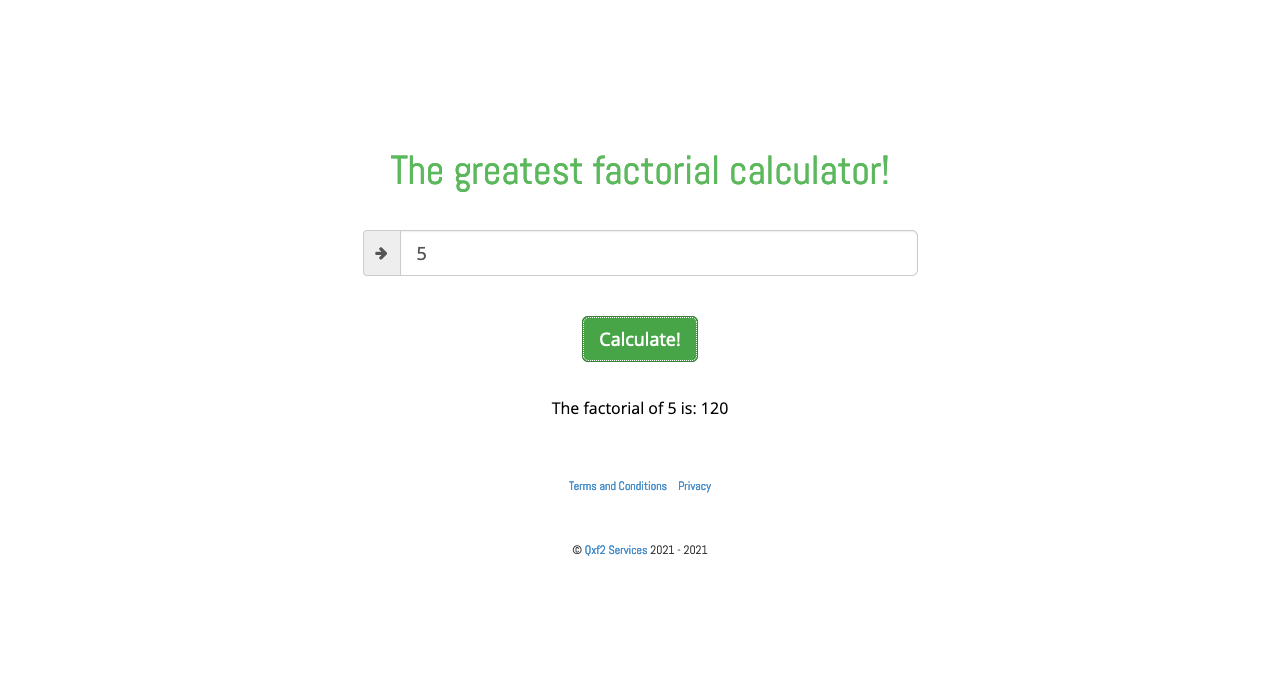 The greatest factorial calculator!
5
Calculate!
The factorial of 5 is: 120
Terms and Conditions Privacy
© Qxf2 Services 2021 - 2021